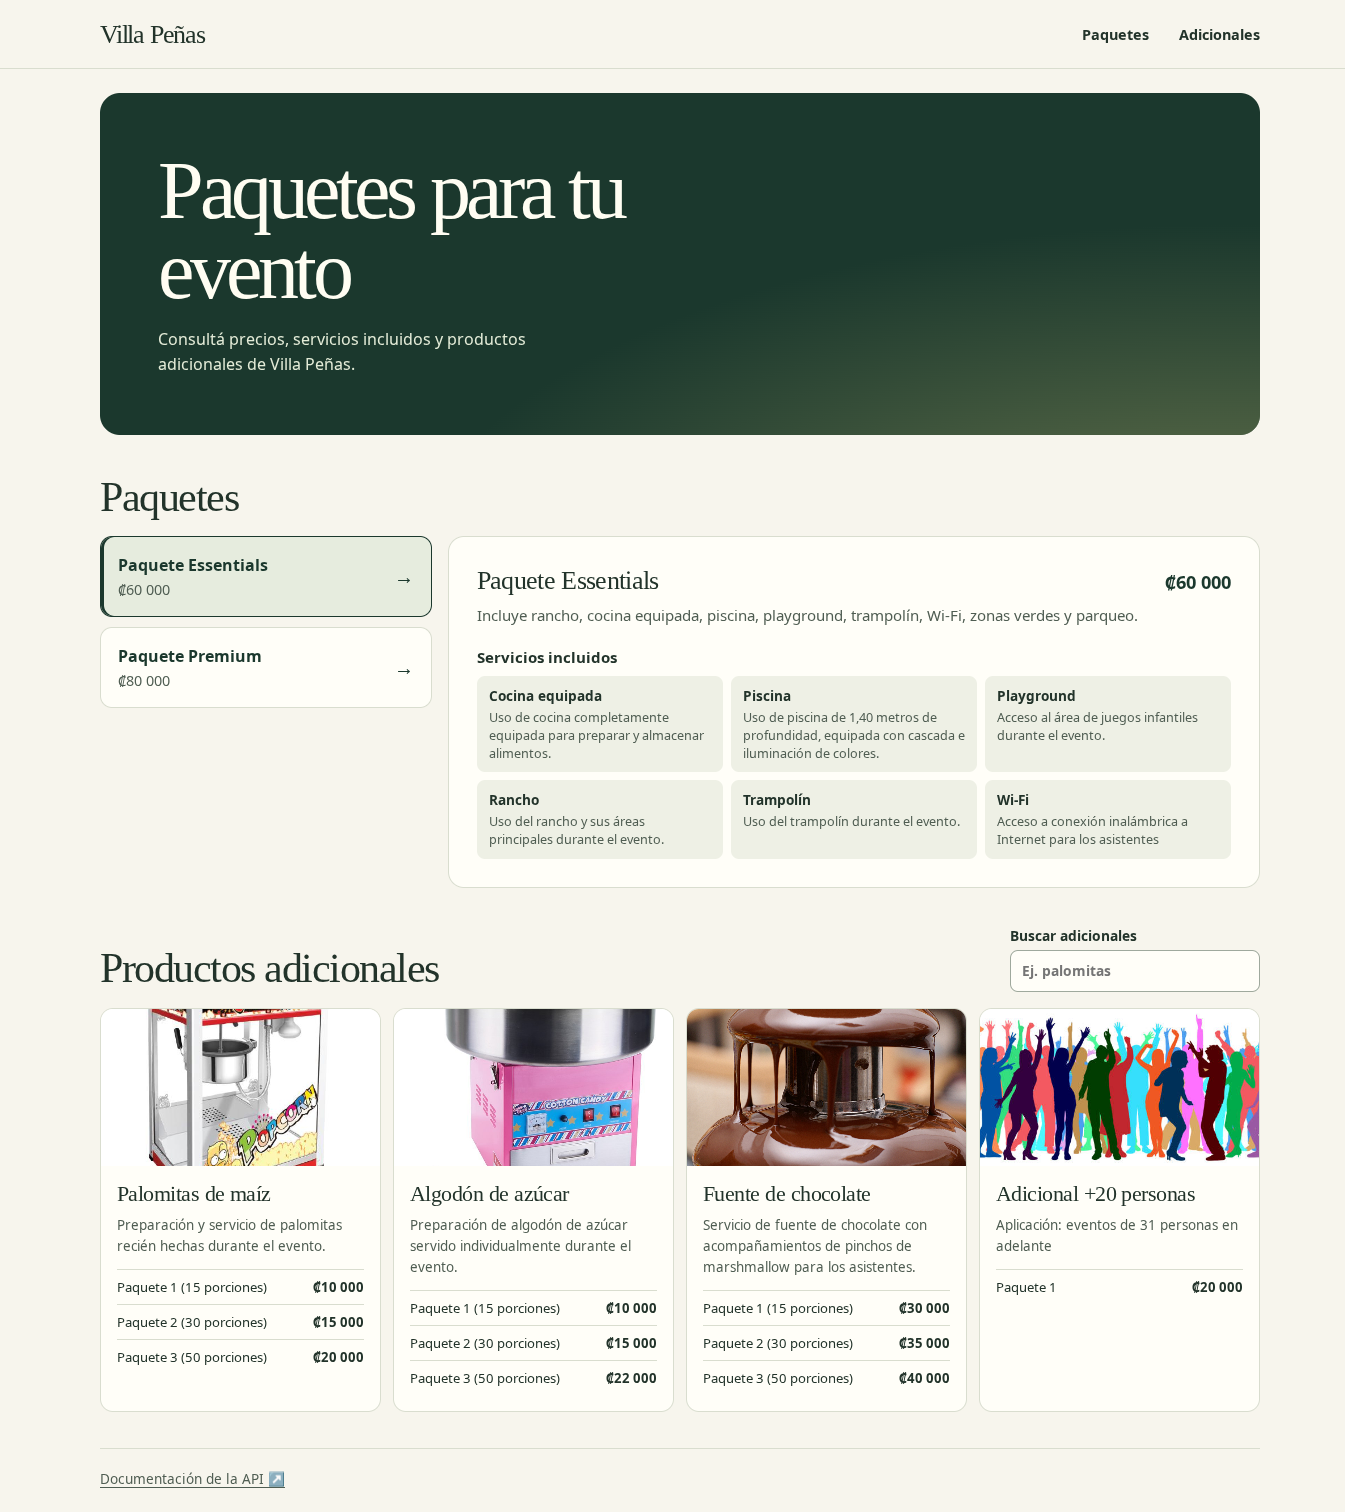 Villa Peñas
Paquetes
Adicionales
Paquetes para tu
evento
Consultá precios, servicios incluidos y productos
adicionales de Villa Peñas.
Paquetes
Paquete Essentials
₡60 000
→
Paquete Premium
₡80 000
→
Paquete Essentials
₡60 000
Incluye rancho, cocina equipada, piscina, playground, trampolín, Wi-Fi, zonas verdes y parqueo.
Servicios incluidos
Cocina equipada
Uso de cocina completamente
equipada para preparar y almacenar
alimentos.
Piscina
Uso de piscina de 1,40 metros de
profundidad, equipada con cascada e
iluminación de colores.
Playground
Acceso al área de juegos infantiles
durante el evento.
Rancho
Uso del rancho y sus áreas
principales durante el evento.
Trampolín
Uso del trampolín durante el evento.
Wi-Fi
Acceso a conexión inalámbrica a
Internet para los asistentes
Productos adicionales
Buscar adicionales
Ej. palomitas
POPCORN
Palomitas de maíz
Preparación y servicio de palomitas
recién hechas durante el evento.
Paquete 1 (15 porciones) ₡10 000
Paquete 2 (30 porciones) ₡15 000
Paquete 3 (50 porciones) ₡20 000
COTTON CANDY
Algodón de azúcar
Preparación de algodón de azúcar
servido individualmente durante el
evento.
Paquete 1 (15 porciones) ₡10 000
Paquete 2 (30 porciones) ₡15 000
Paquete 3 (50 porciones) ₡22 000
Fuente de chocolate
Servicio de fuente de chocolate con
acompañamientos de pinchos de
marshmallow para los asistentes.
Paquete 1 (15 porciones) ₡30 000
Paquete 2 (30 porciones) ₡35 000
Paquete 3 (50 porciones) ₡40 000
Adicional +20 personas
Aplicación: eventos de 31 personas en
adelante
Paquete 1 ₡20 000
Documentación de la API ↗